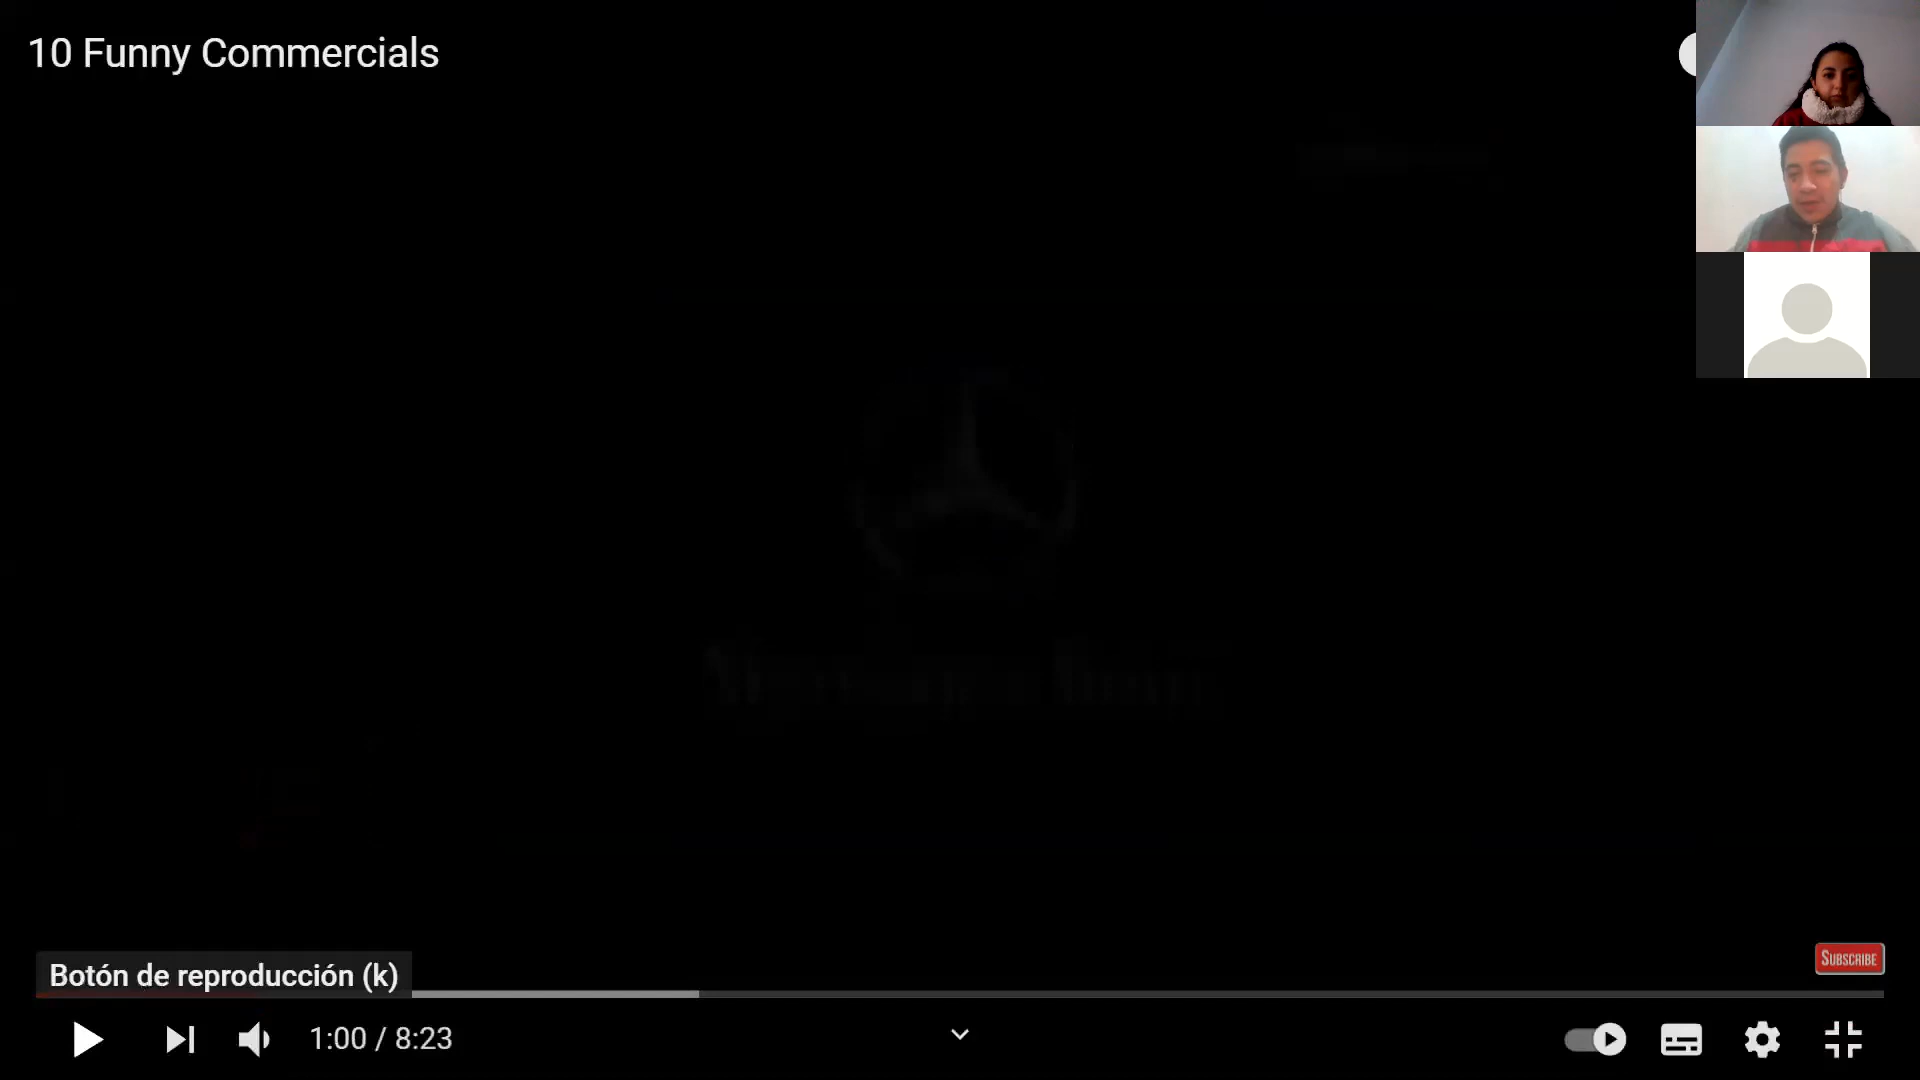 10 Funny Commercials
SUBSCRIBE
Botón de reproducción (k)
1:00 / 8:23